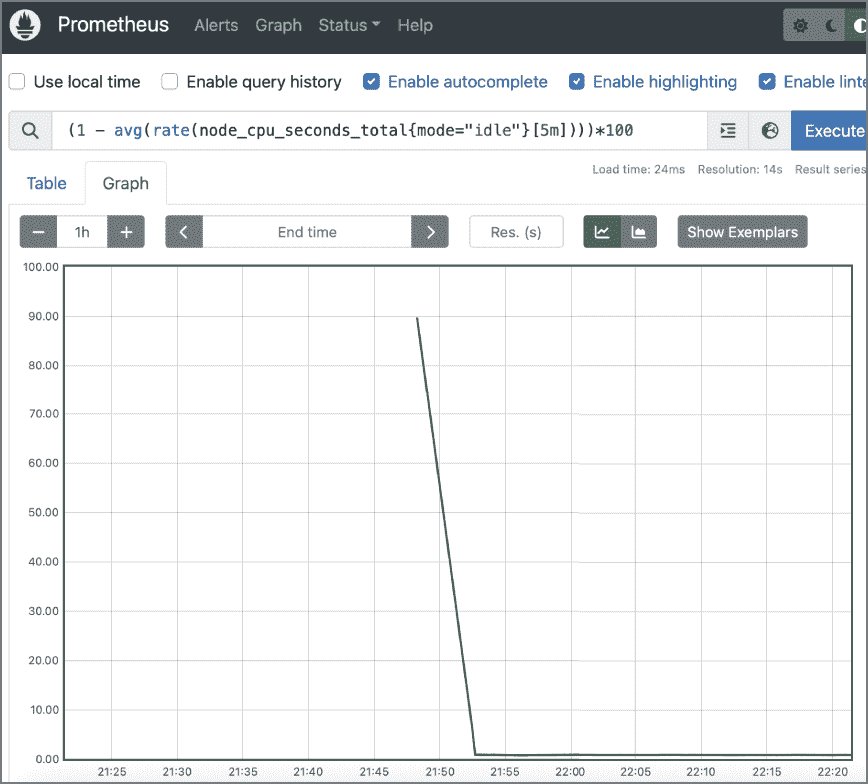 Prometheus Alerts Graph Status Help
Use local time Enable query history Enable autocomplete Enable highlighting Enable linte
(1 - avg(rate(node_cpu_seconds_total{mode="idle"}[5m])))*100 Execute
Load time: 24ms Resolution: 14s Result series
Table Graph
− 1h + End time Res. (s) Show Exemplars
100.00
90.00
80.00
70.00
60.00
50.00
40.00
30.00
20.00
10.00
0.00
21:25 21:30 21:35 21:40 21:45 21:50 21:55 22:00 22:05 22:10 22:15 22:20